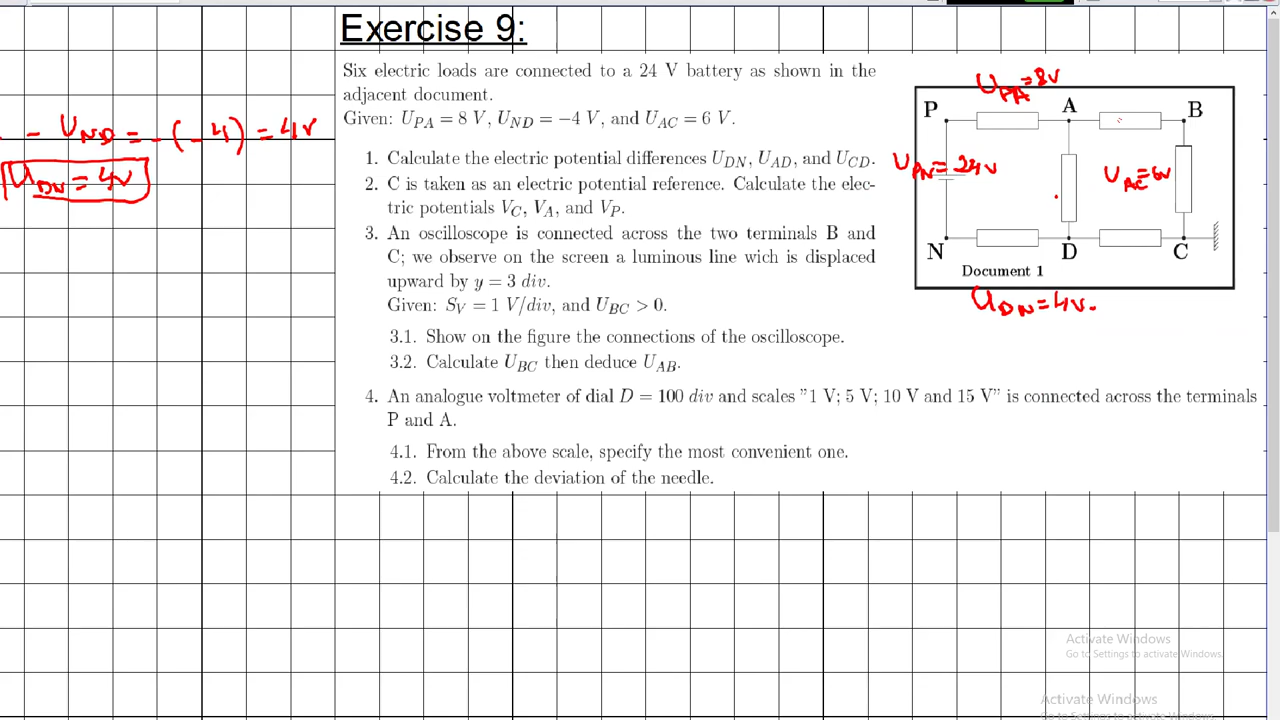 Exercise 9:
Six electric loads are connected to a 24 V battery as shown in the
adjacent document.
Given: U_PA = 8 V, U_ND = −4 V, and U_AC = 6 V.
1. Calculate the electric potential differences U_DN, U_AD, and U_CD.
2. C is taken as an electric potential reference. Calculate the elec-
tric potentials V_C, V_A, and V_P.
3. An oscilloscope is connected across the two terminals B and
C; we observe on the screen a luminous line wich is displaced
upward by y = 3 div.
Given: S_V = 1 V/div, and U_BC > 0.
3.1. Show on the figure the connections of the oscilloscope.
3.2. Calculate U_BC then deduce U_AB.
4. An analogue voltmeter of dial D = 100 div and scales "1 V; 5 V; 10 V and 15 V" is connected across the terminals
P and A.
4.1. From the above scale, specify the most convenient one.
4.2. Calculate the deviation of the needle.
- U_ND = -(-4) = 4V
U_DN = 4V
U_PA = 8V
P A B
U_PN = 24V
U_AC = 6V
N D C
Document 1
U_DN = 4V.
Activate Windows
Go to Settings to activate Windows.
Activate Windows
Go to Settings to activate Windows.